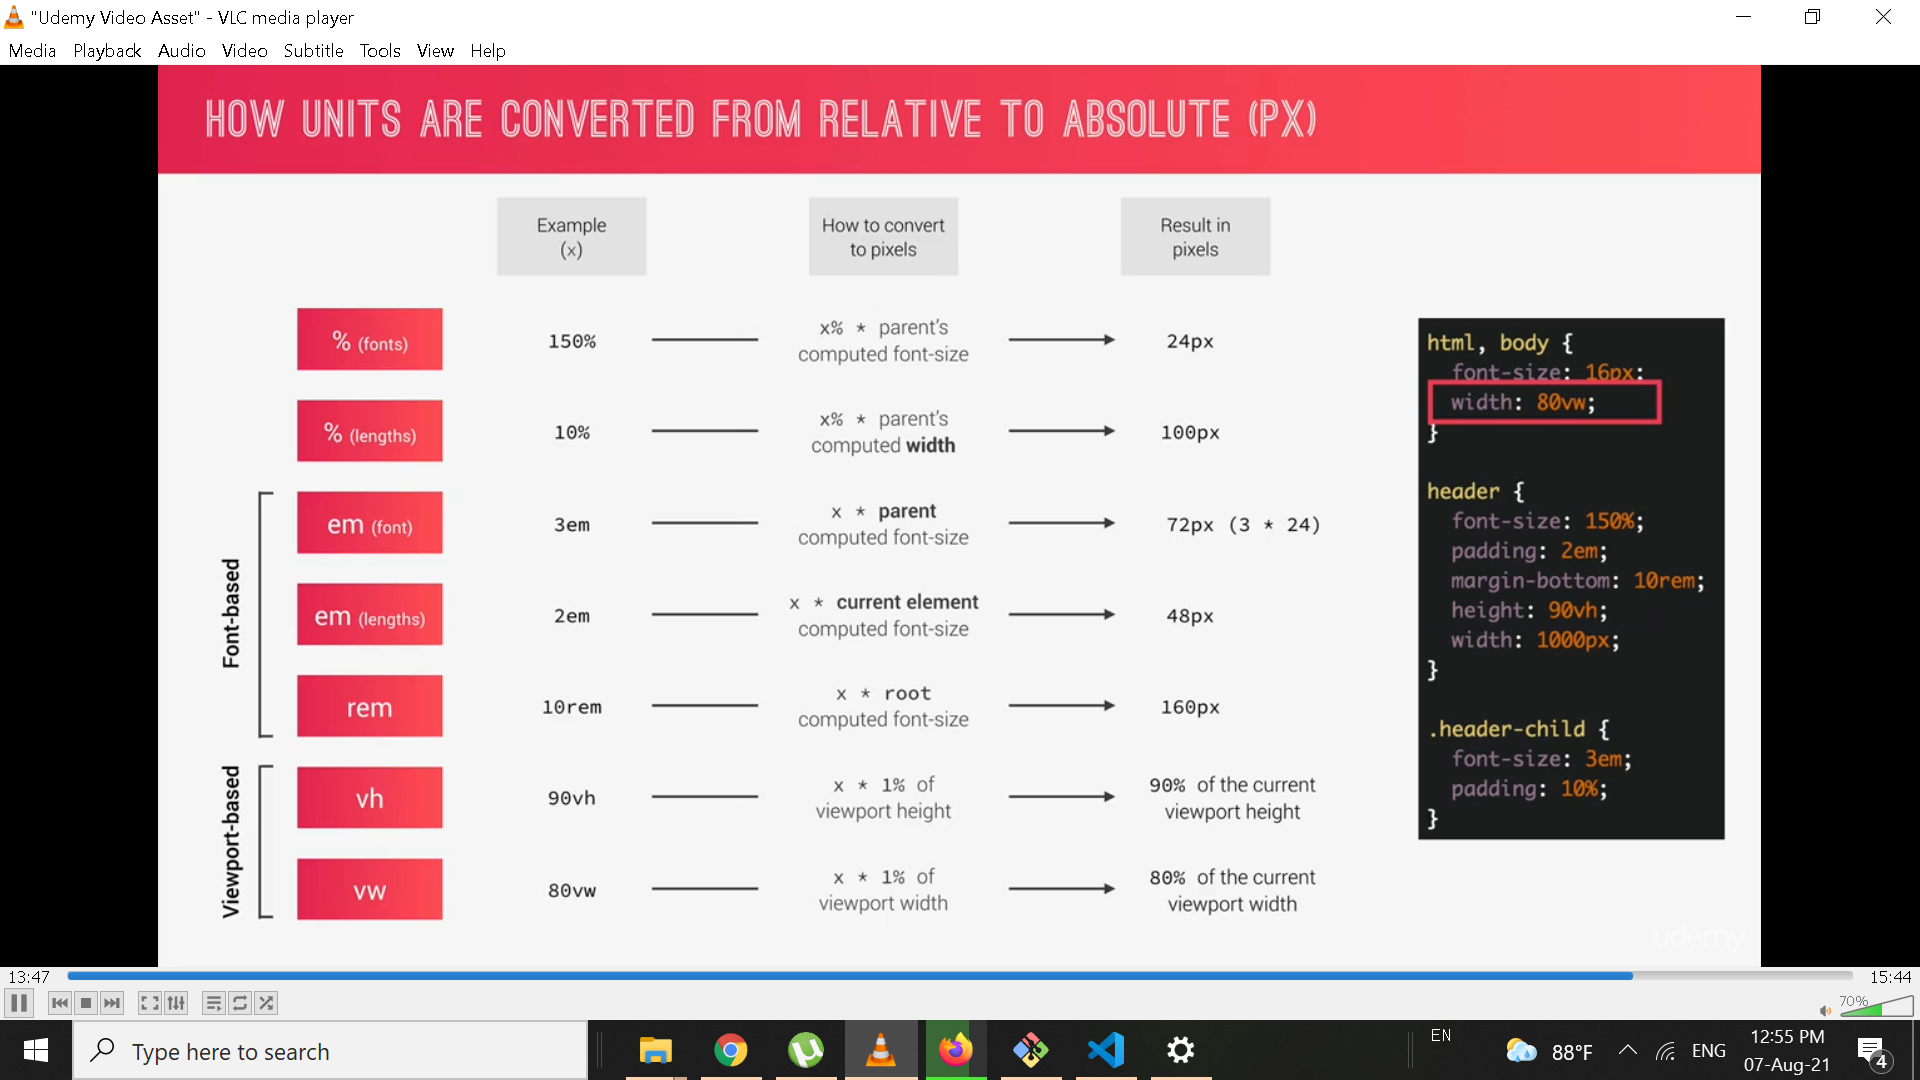 "Udemy Video Asset" - VLC media player
Media Playback Audio Video Subtitle Tools View Help
HOW UNITS ARE CONVERTED FROM RELATIVE TO ABSOLUTE (PX)
Example
(x)
How to convert
to pixels
Result in
pixels
% (fonts)
150%
x% * parent's
computed font-size
24px
% (lengths)
10%
x% * parent's
computed width
100px
Font-based
em (font)
3em
x * parent
computed font-size
72px (3 * 24)
em (lengths)
2em
x * current element
computed font-size
48px
rem
10rem
x * root
computed font-size
160px
Viewport-based
vh
90vh
x * 1% of
viewport height
90% of the current
viewport height
vw
80vw
x * 1% of
viewport width
80% of the current
viewport width
html, body {
font-size: 16px;
width: 80vw;
}
header {
font-size: 150%;
padding: 2em;
margin-bottom: 10rem;
height: 90vh;
width: 1000px;
}
.header-child {
font-size: 3em;
padding: 10%;
}
udemy
13:47
15:44
70%
Type here to search
EN
88°F
ENG
12:55 PM
07-Aug-21
4